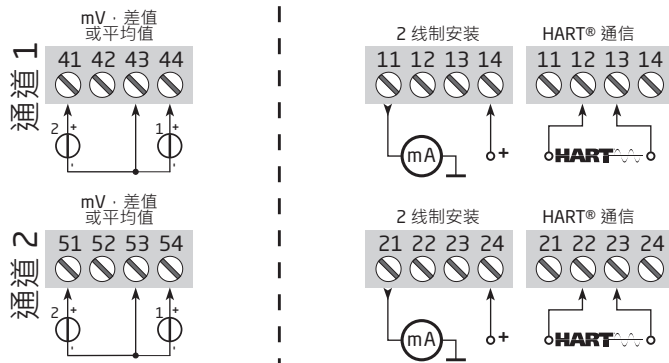 通道 1
mV · 差值
或平均值
41 42 43 44
2 + -
1 + -
2 线制安装
11 12 13 14
mA
+
HART® 通信
11 12 13 14
HART
通道 2
mV · 差值
或平均值
51 52 53 54
2 + -
1 + -
2 线制安装
21 22 23 24
mA
+
HART® 通信
21 22 23 24
HART